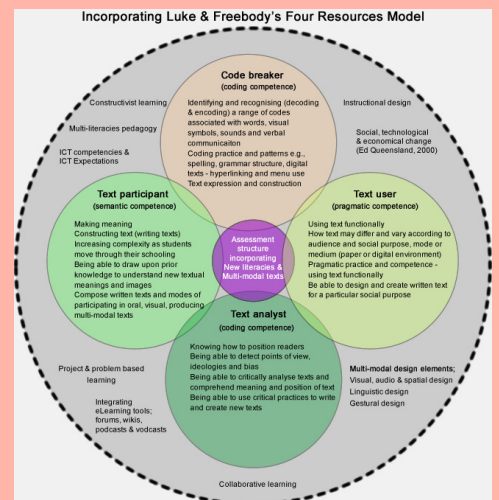 Incorporating Luke & Freebody's Four Resources Model
Code breaker
(coding competence)
Identifying and recognising (decoding
& encoding) a range of codes
associated with words, visual
symbols, sounds and verbal
communicaiton
Coding practice and patterns e.g.,
spelling, grammar structure, digital
texts - hyperlinking and menu use
Text expression and construction
Constructivist learning
Multi-literacies pedagogy
ICT competencies &
ICT Expectations
Instructional design
Social, technological
& economical change
(Ed Queensland, 2000)
Text participant
(semantic competence)
Making meaning
Constructing text (writing texts)
Increasing complexity as students
move through their schooling
Being able to draw upon prior
knowledge to understand new textual
meanings and images
Compose written texts and modes of
participating in oral, visual, producing
multi-modal texts
Assessment
structure
incorporating
New literacies &
Multi-modal texts
Text user
(pragmatic competence)
Using text functionally
How text may differ and vary according to
audience and social purpose, mode or
medium (paper or digital environment)
Pragmatic practice and competence -
using text functionally
Be able to design and create written text
for a particular social purpose
Text analyst
(coding competence)
Knowing how to position readers
Being able to detect points of view,
ideologies and bias
Being able to critically analyse texts and
comprehend meaning and position of text
Being able to use critical practices to write
and create new texts
Project & problem based
learning
Integrating
eLearning tools;
forums, wikis,
podcasts & vodcasts
Multi-modal design elements;
Visual, audio & spatial design
Linguistic design
Gestural design
Collaborative learning